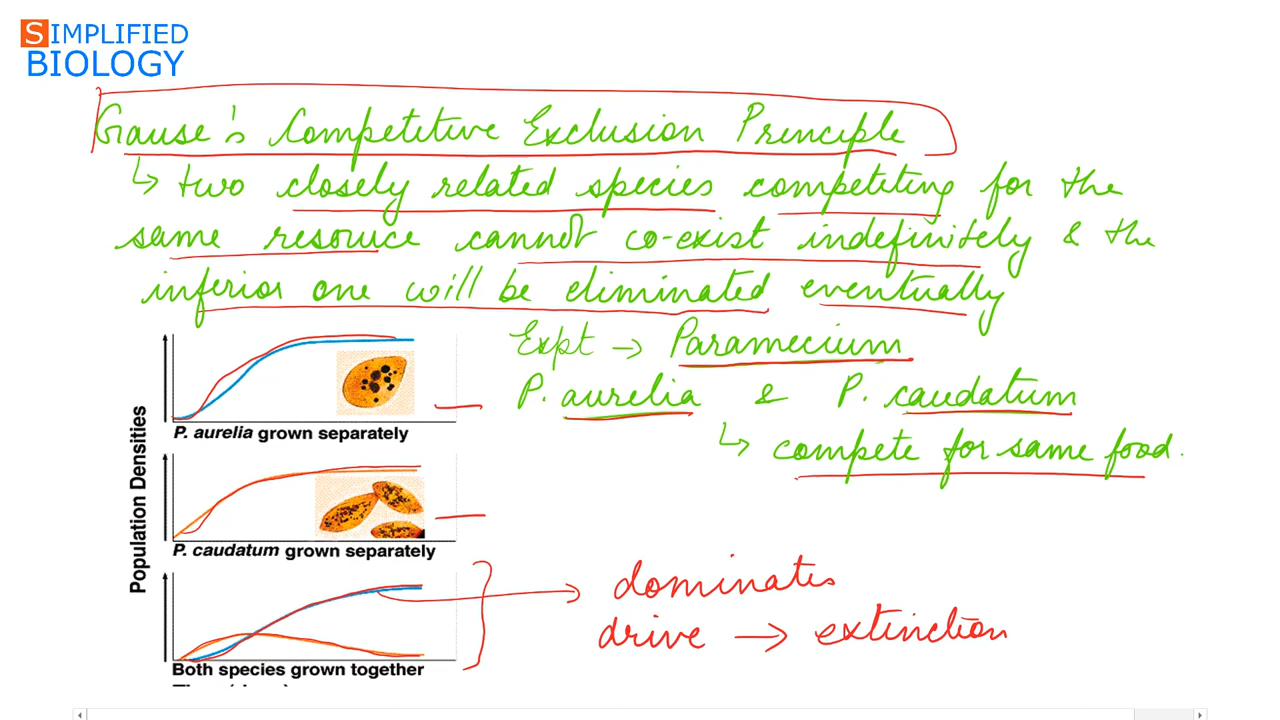 SIMPLIFIED
BIOLOGY
Gause's Competitive Exclusion Principle
↳ two closely related species competing for the
same resource cannot co-exist indefinitely & the
inferior one will be eliminated eventually
Expt → Paramecium
P. aurelia & P. caudatum
↳ compete for same food.
Population Densities
P. aurelia grown separately
P. caudatum grown separately
Both species grown together
dominates
drive → extinction